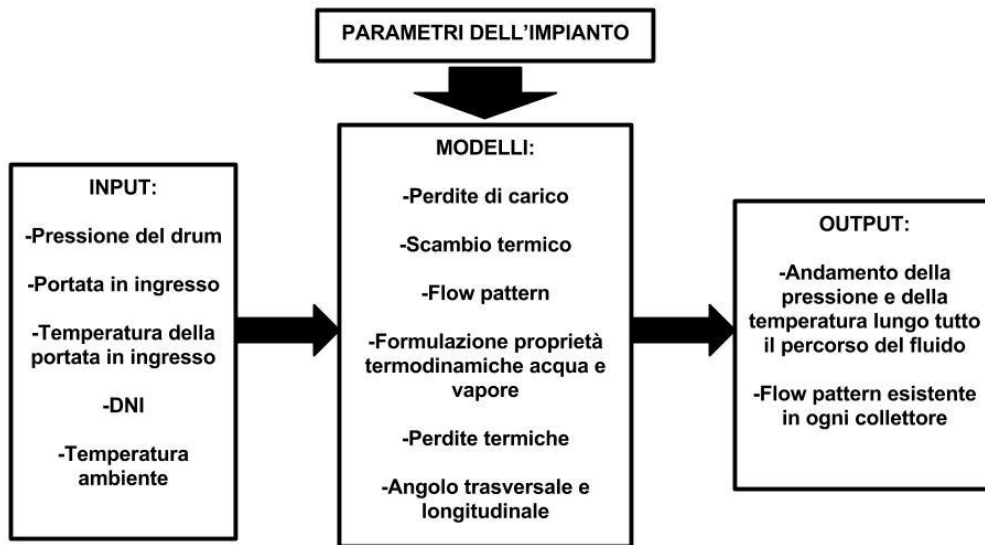 PARAMETRI DELL'IMPIANTO
INPUT:
-Pressione del drum
-Portata in ingresso
-Temperatura della
portata in ingresso
-DNI
-Temperatura
ambiente
MODELLI:
-Perdite di carico
-Scambio termico
-Flow pattern
-Formulazione proprietà
termodinamiche acqua e
vapore
-Perdite termiche
-Angolo trasversale e
longitudinale
OUTPUT:
-Andamento della
pressione e della
temperatura lungo tutto
il percorso del fluido
-Flow pattern esistente
in ogni collettore